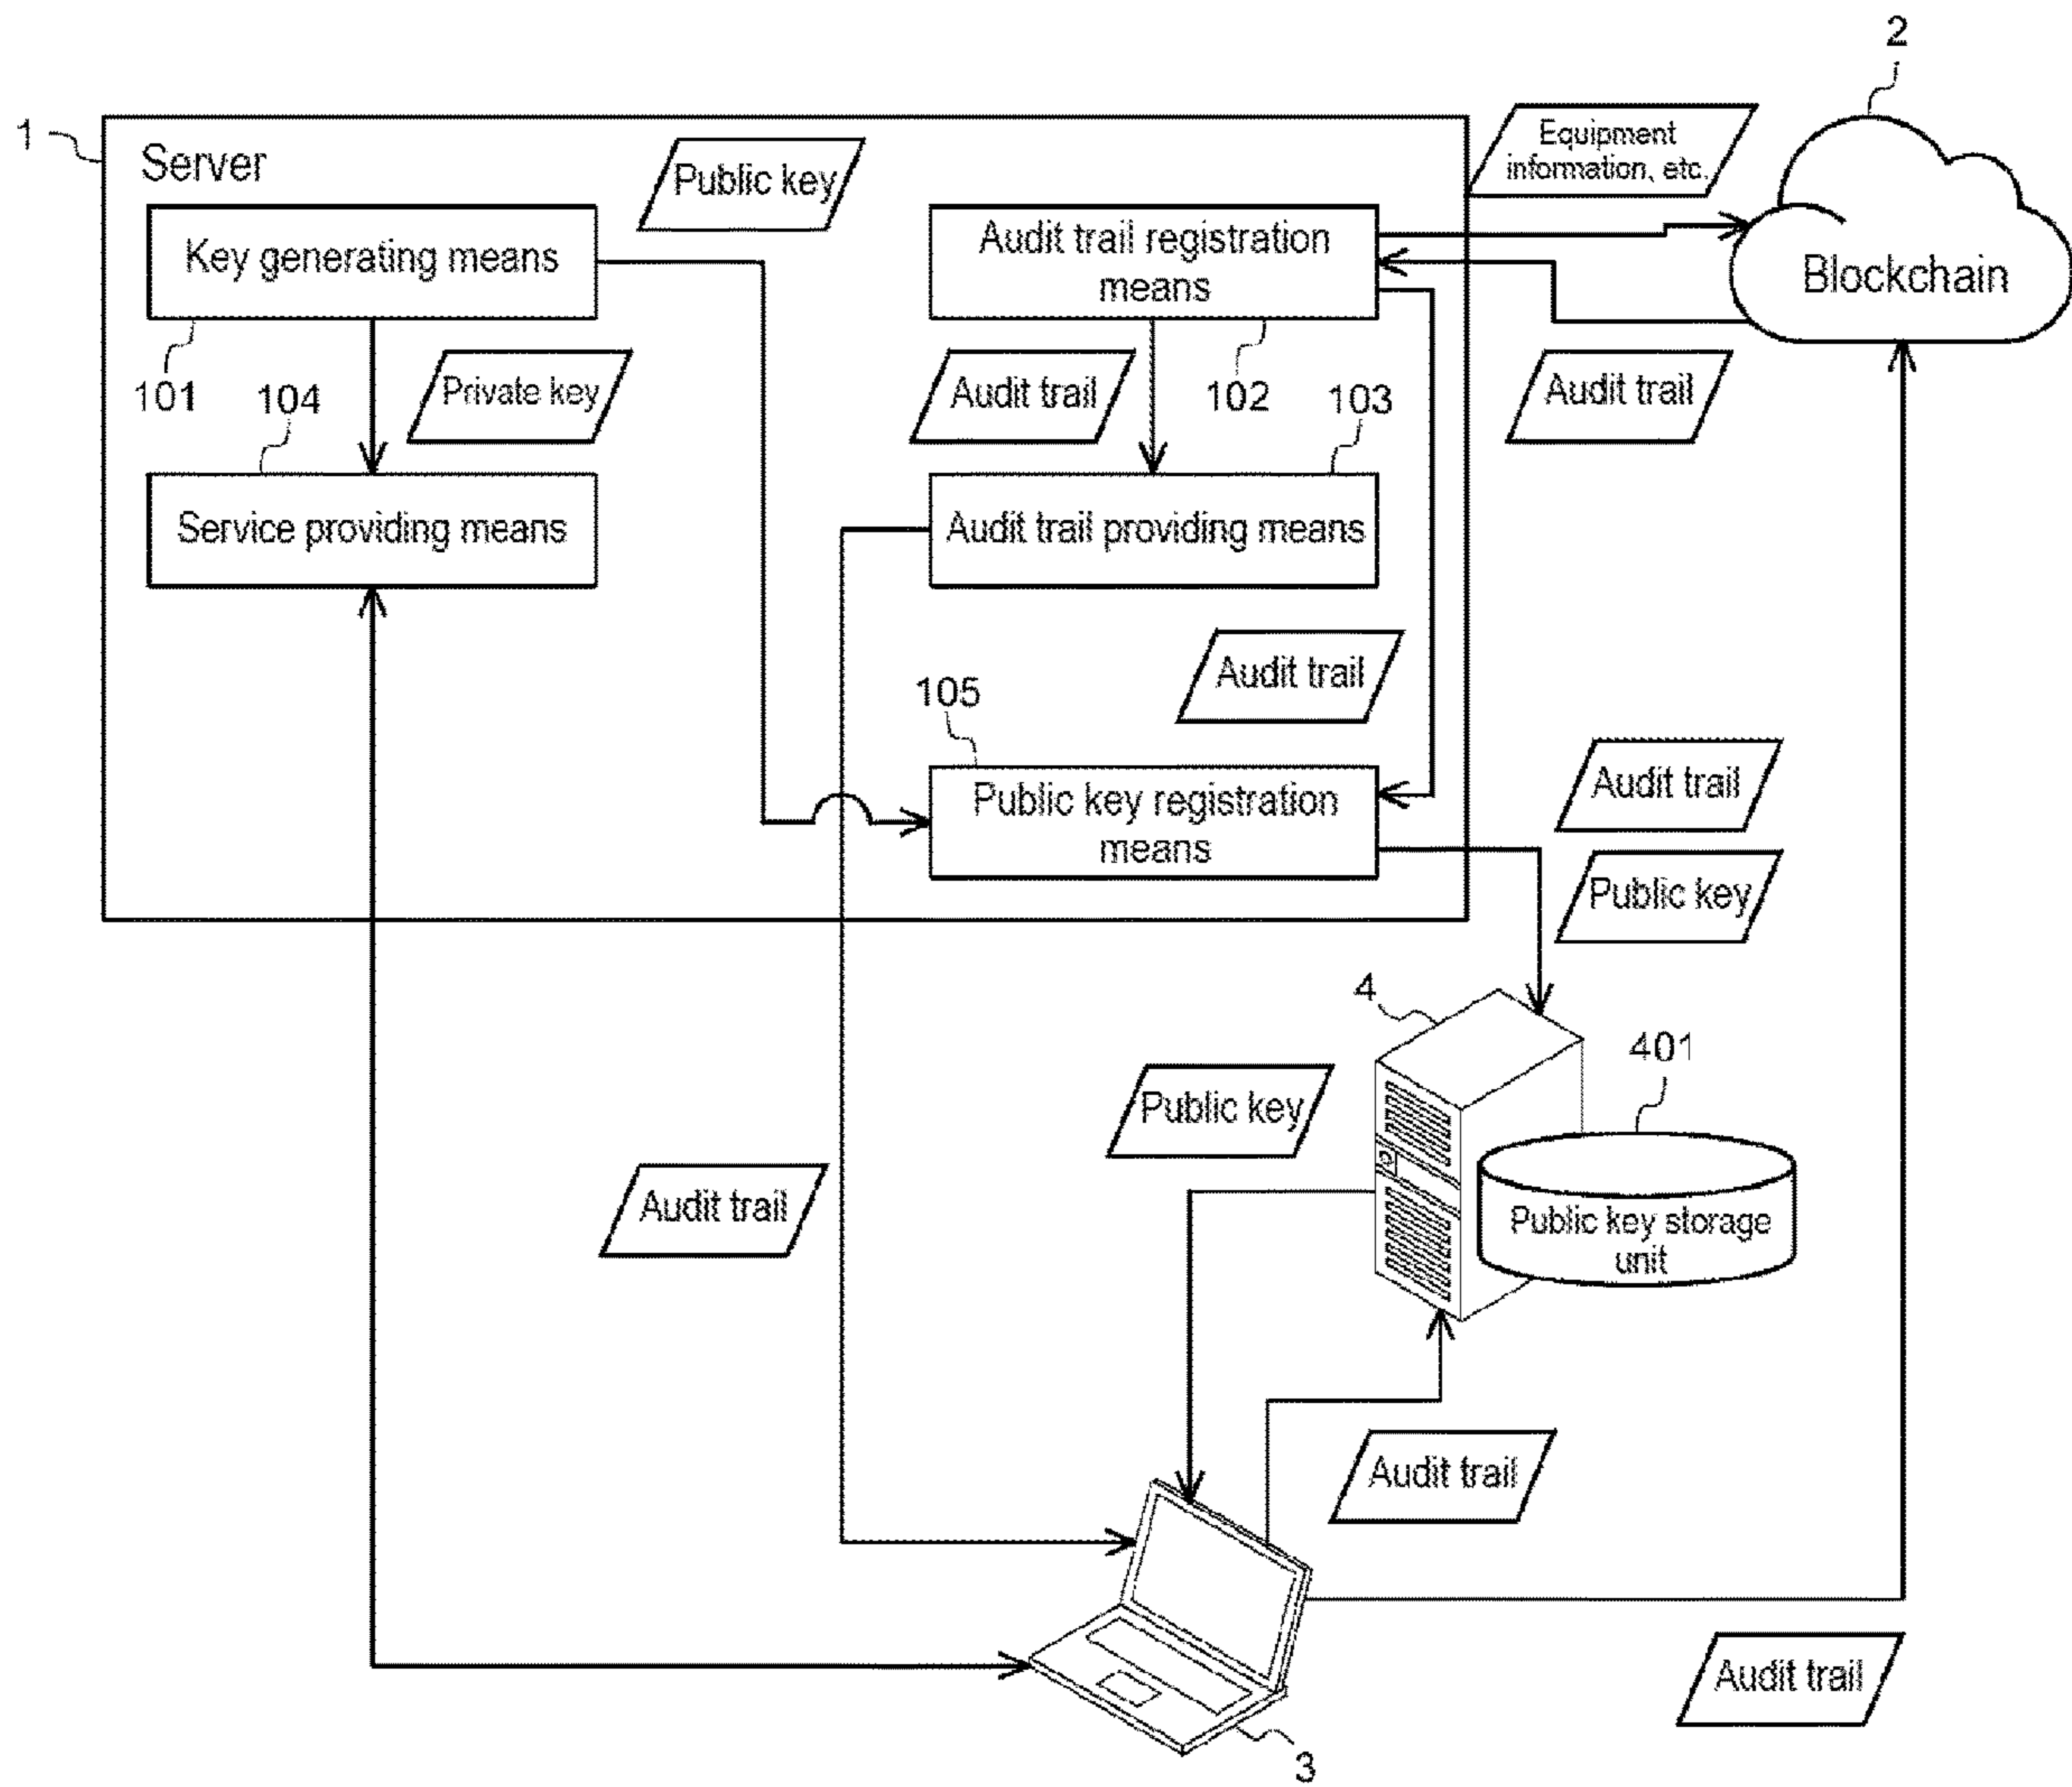 2
1
Server
Public key
Equipment
information, etc.
Key generating means
Audit trail registration
means
Blockchain
101
104
Private key
Audit trail
102
103
Audit trail
Service providing means
Audit trail providing means
Audit trail
105
Public key registration
means
Audit trail
Public key
4
401
Public key
Audit trail
Public key storage
unit
Audit trail
Audit trail
3